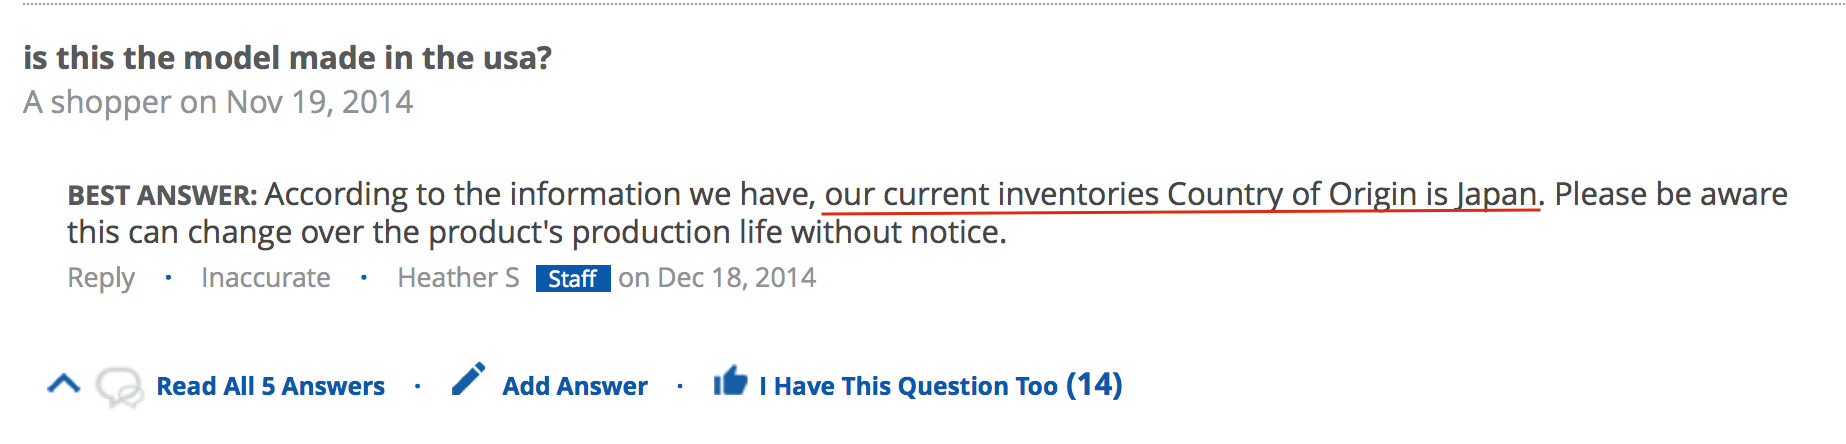 is this the model made in the usa?
A shopper on Nov 19, 2014
BEST ANSWER: According to the information we have, our current inventories Country of Origin is Japan. Please be aware
this can change over the product's production life without notice.
Reply · Inaccurate · Heather S Staff on Dec 18, 2014
Read All 5 Answers · Add Answer · I Have This Question Too (14)